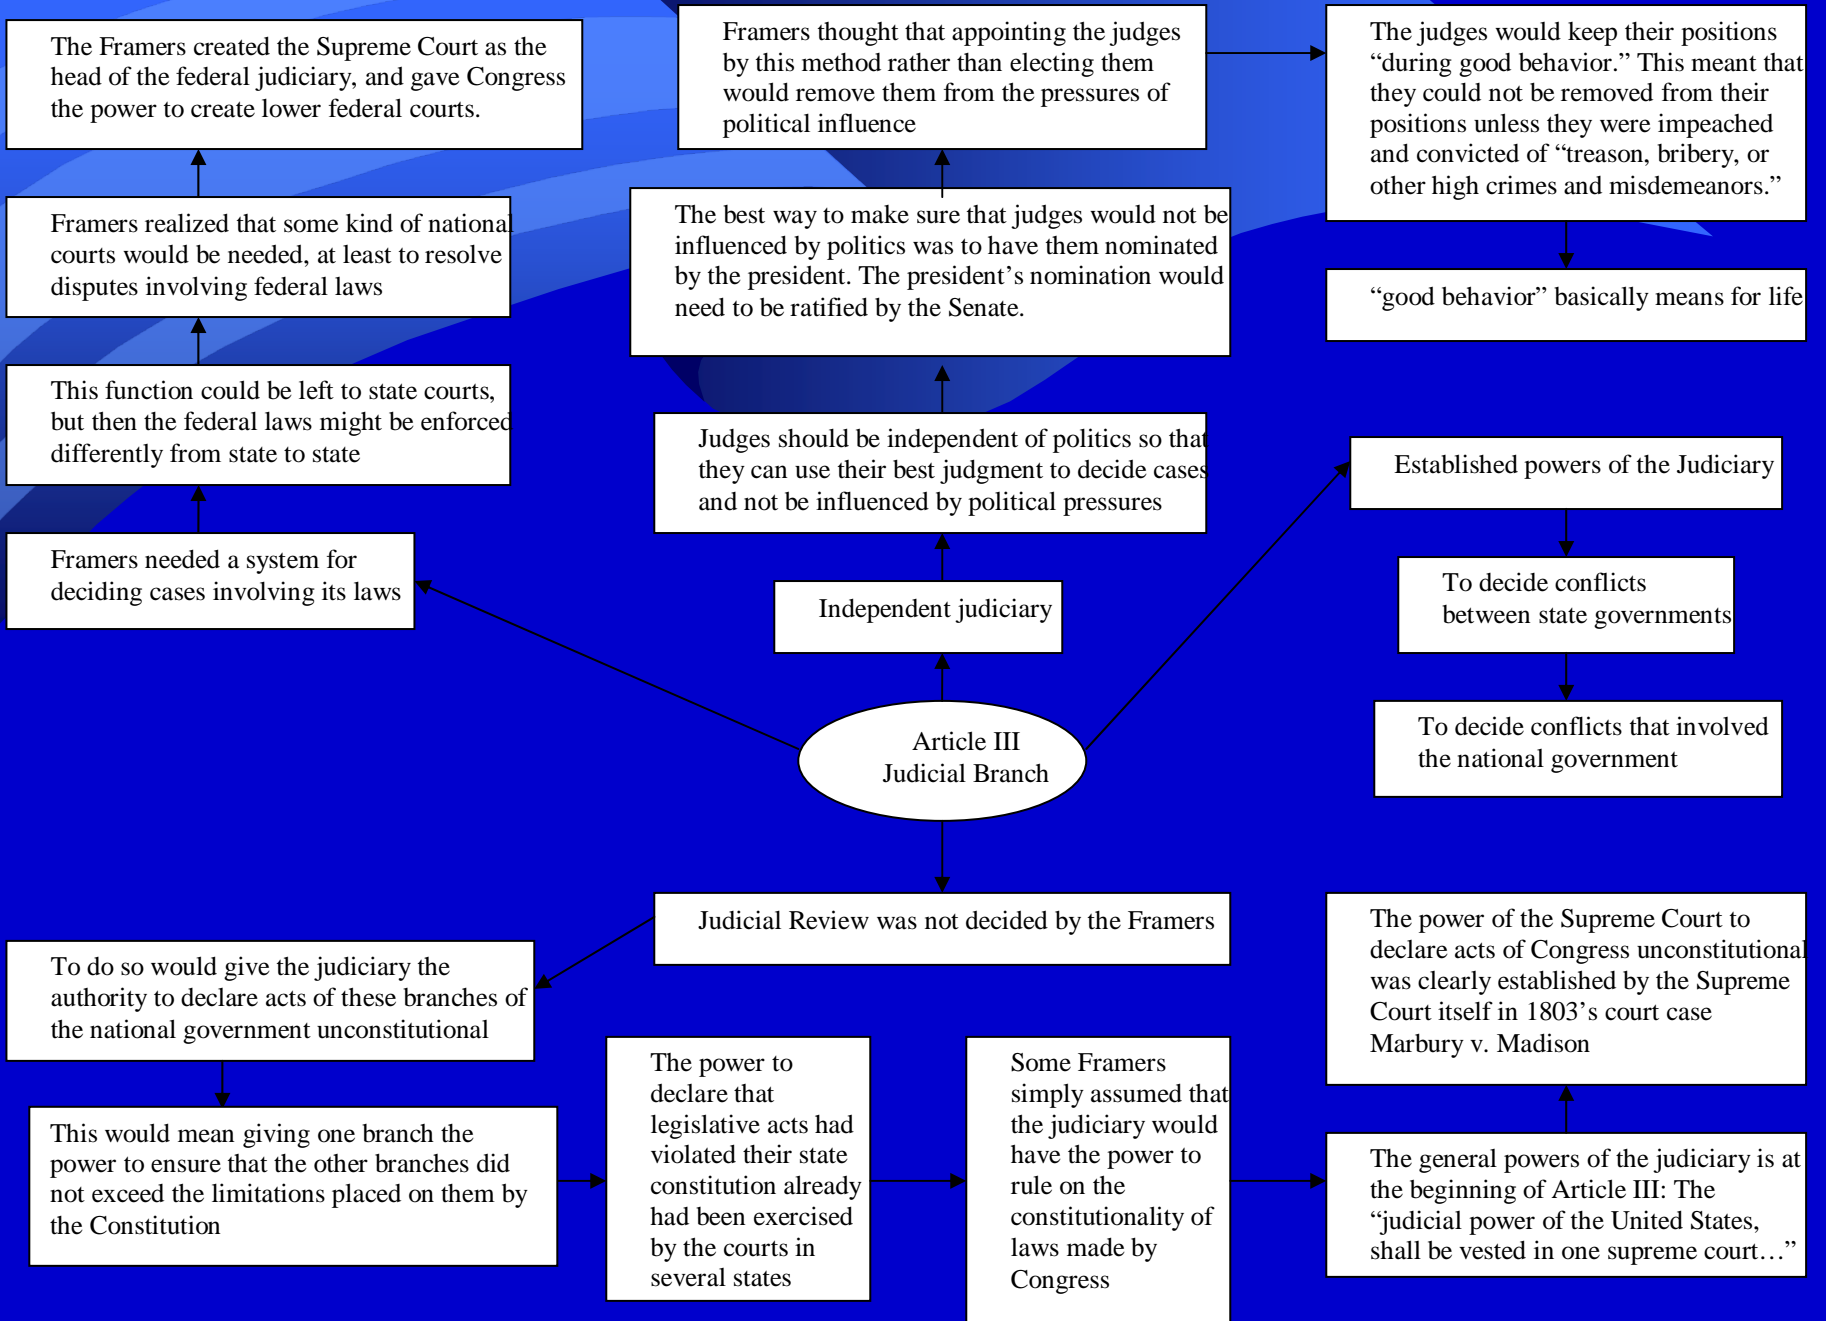 The Framers created the Supreme Court as the
head of the federal judiciary, and gave Congress
the power to create lower federal courts.
Framers realized that some kind of national
courts would be needed, at least to resolve
disputes involving federal laws
This function could be left to state courts,
but then the federal laws might be enforced
differently from state to state
Framers needed a system for
deciding cases involving its laws
Framers thought that appointing the judges
by this method rather than electing them
would remove them from the pressures of
political influence
The best way to make sure that judges would not be
influenced by politics was to have them nominated
by the president. The president’s nomination would
need to be ratified by the Senate.
Judges should be independent of politics so that
they can use their best judgment to decide cases
and not be influenced by political pressures
Independent judiciary
The judges would keep their positions
“during good behavior.” This meant that
they could not be removed from their
positions unless they were impeached
and convicted of “treason, bribery, or
other high crimes and misdemeanors.”
“good behavior” basically means for life
Established powers of the Judiciary
To decide conflicts
between state governments
To decide conflicts that involved
the national government
Article III
Judicial Branch
Judicial Review was not decided by the Framers
To do so would give the judiciary the
authority to declare acts of these branches of
the national government unconstitutional
This would mean giving one branch the
power to ensure that the other branches did
not exceed the limitations placed on them by
the Constitution
The power to
declare that
legislative acts had
violated their state
constitution already
had been exercised
by the courts in
several states
Some Framers
simply assumed that
the judiciary would
have the power to
rule on the
constitutionality of
laws made by
Congress
The general powers of the judiciary is at
the beginning of Article III: The
“judicial power of the United States,
shall be vested in one supreme court…”
The power of the Supreme Court to
declare acts of Congress unconstitutional
was clearly established by the Supreme
Court itself in 1803’s court case
Marbury v. Madison